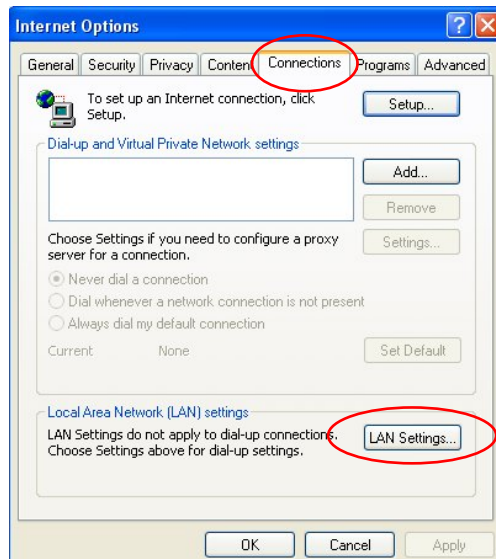 Internet Options
?
X
General Security Privacy Content Connections Programs Advanced
To set up an Internet connection, click
Setup.
Setup...
Dial-up and Virtual Private Network settings
Add...
Remove
Choose Settings if you need to configure a proxy
server for a connection.
Settings...
Never dial a connection
Dial whenever a network connection is not present
Always dial my default connection
Current None
Set Default
Local Area Network (LAN) settings
LAN Settings do not apply to dial-up connections.
Choose Settings above for dial-up settings.
LAN Settings...
OK Cancel Apply